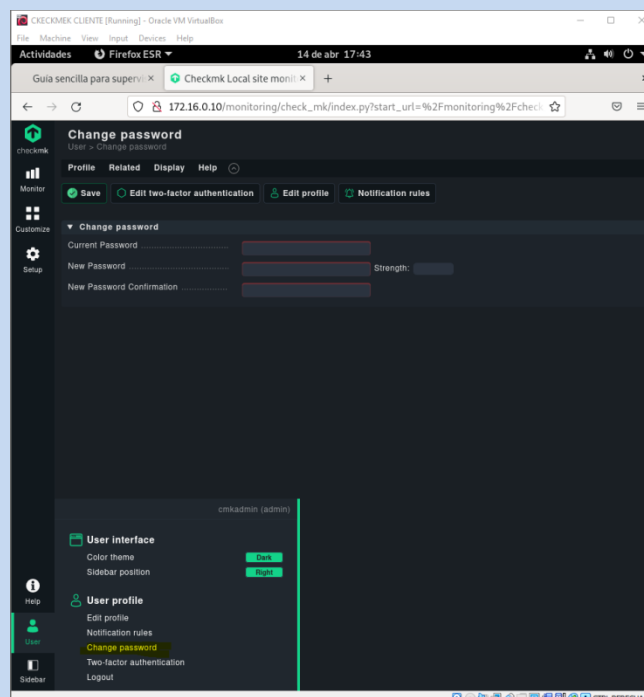 CKECKMEK CLIENTE [Running] - Oracle VM VirtualBox
File Machine View Input Devices Help
Actividades Firefox ESR 14 de abr 17:43
Guía sencilla para supervi Checkmk Local site monit
172.16.0.10/monitoring/check_mk/index.py?start_url=%2Fmonitoring%2Fcheck
checkmk
Change password
User > Change password
Profile Related Display Help
Monitor
Save Edit two-factor authentication Edit profile Notification rules
Customize
Change password
Current Password
Setup
New Password Strength:
New Password Confirmation
cmkadmin (admin)
User interface
Color theme Dark
Sidebar position Right
Help
User profile
Edit profile
Notification rules
User
Change password
Two-factor authentication
Sidebar
Logout